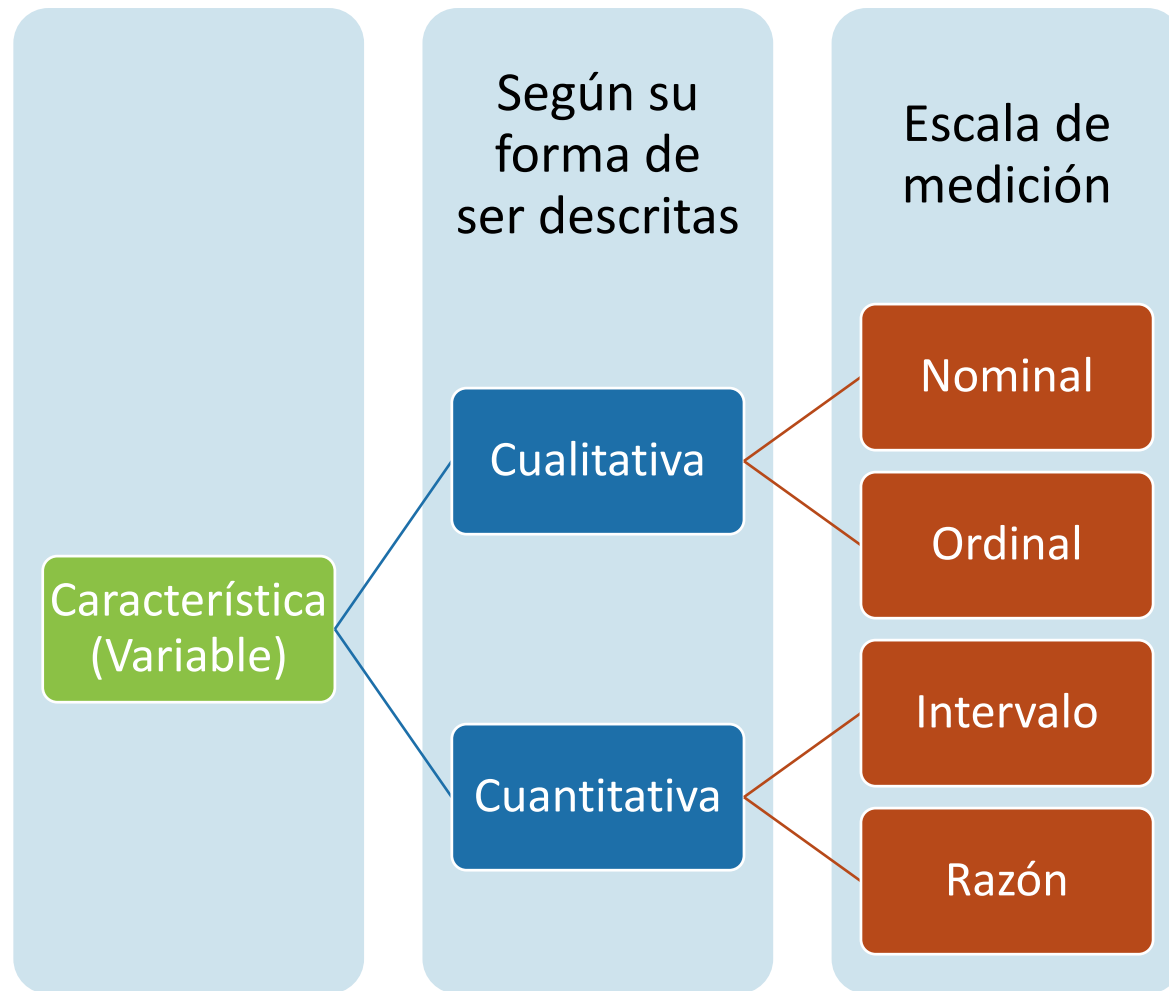 Según su
forma de
ser descritas
Escala de
medición
Característica
(Variable)
Cualitativa
Cuantitativa
Nominal
Ordinal
Intervalo
Razón